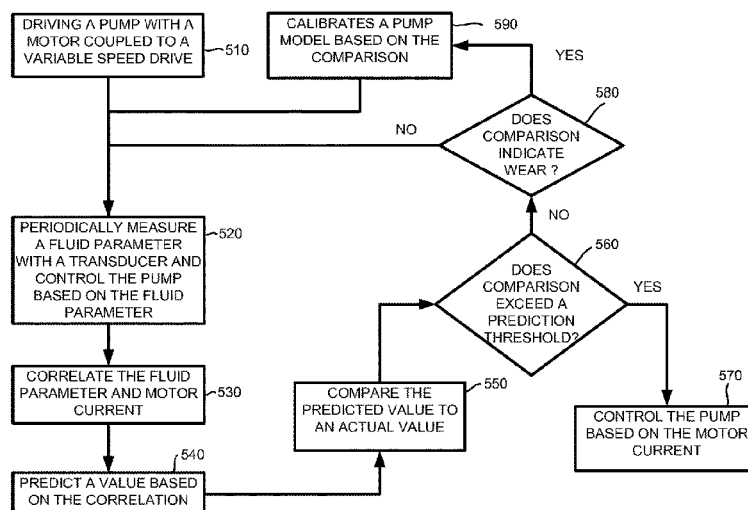 DRIVING A PUMP WITH A
MOTOR COUPLED TO A
VARIABLE SPEED DRIVE
510
CALIBRATES A PUMP
MODEL BASED ON THE
COMPARISON
590
YES
580
DOES
COMPARISON
INDICATE
WEAR ?
NO
NO
PERIODICALLY MEASURE
A FLUID PARAMETER
WITH A TRANSDUCER AND
CONTROL THE PUMP
BASED ON THE FLUID
PARAMETER
520
560
DOES
COMPARISON
EXCEED A
PREDICTION
THRESHOLD?
YES
CORRELATE THE FLUID
PARAMETER AND MOTOR
CURRENT
530
COMPARE THE
PREDICTED VALUE TO
AN ACTUAL VALUE
550
570
CONTROL THE PUMP
BASED ON THE MOTOR
CURRENT
540
PREDICT A VALUE BASED
ON THE CORRELATION